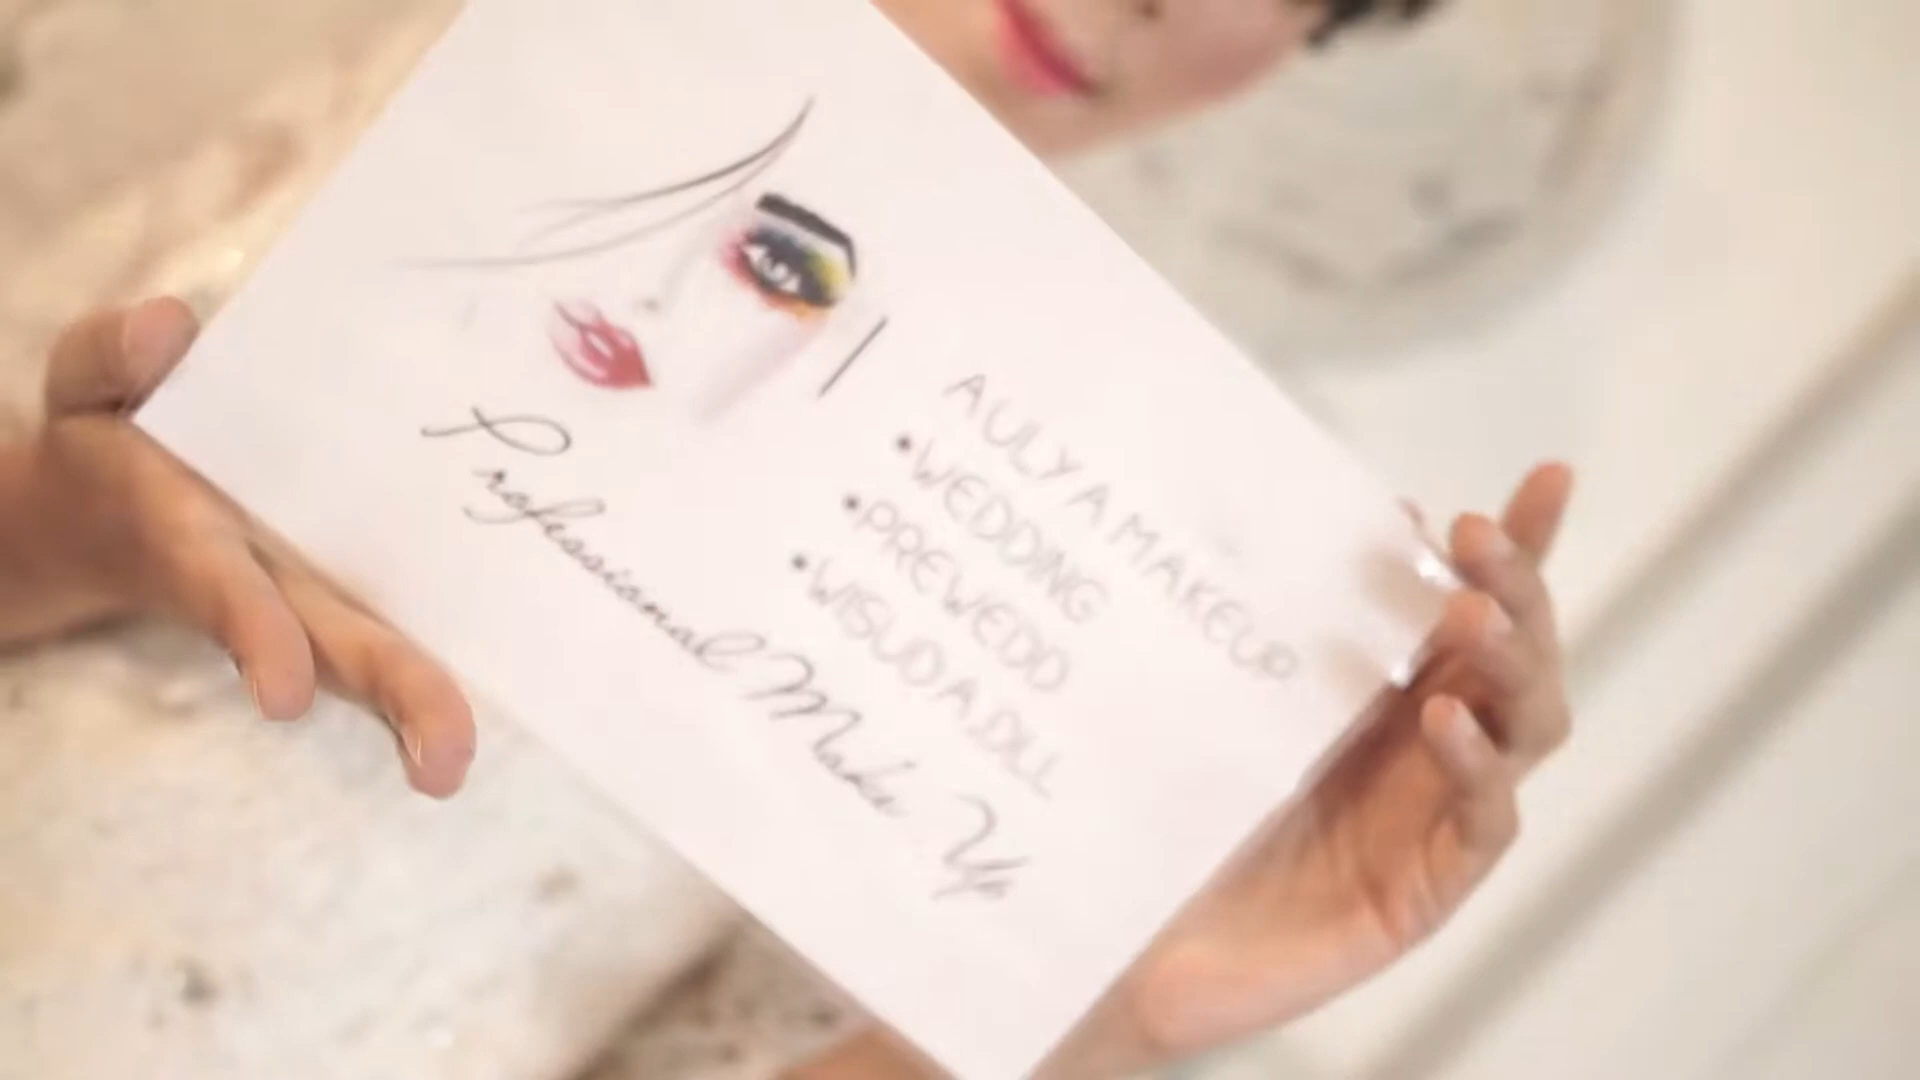 AULYA MAKEUP
•WEDDING
•PREWEDD
•WISUDA.DLL
Professional Make Up